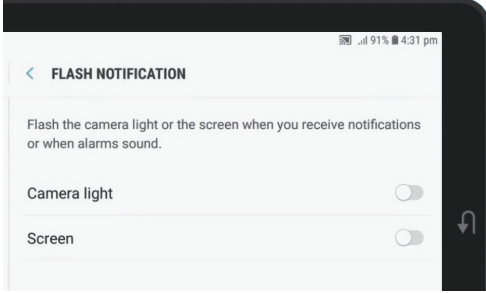 91% 4:31 pm
< FLASH NOTIFICATION
Flash the camera light or the screen when you receive notifications
or when alarms sound.
Camera light
Screen